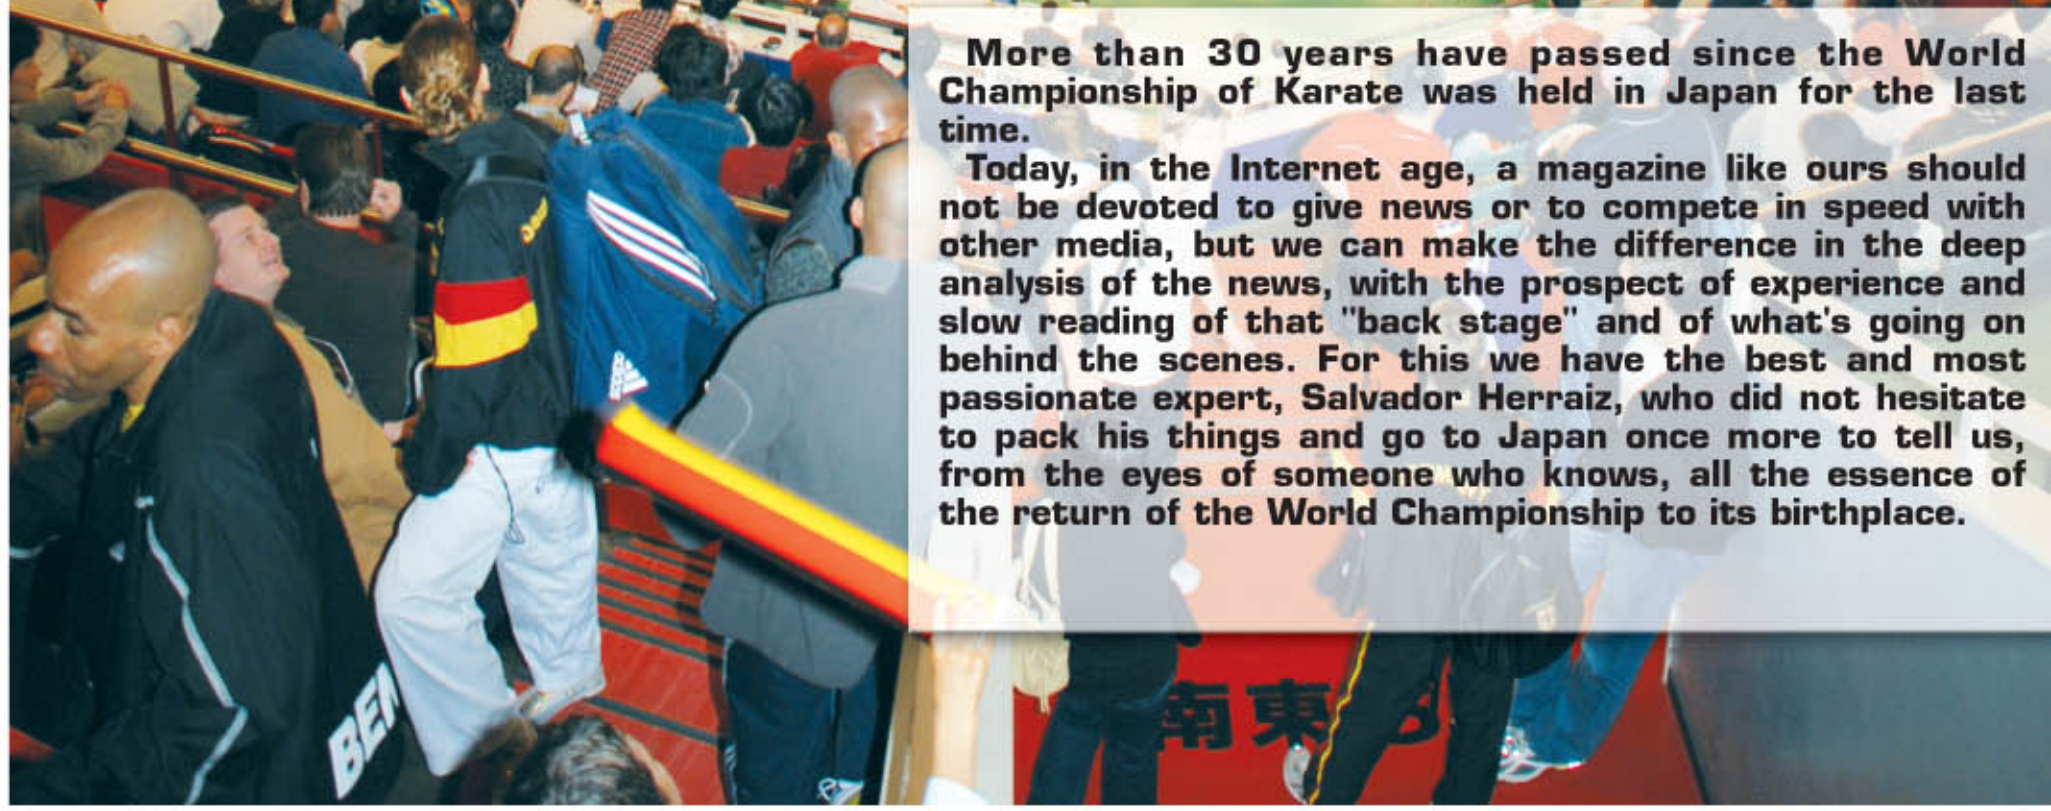 More than 30 years have passed since the World
Championship of Karate was held in Japan for the last
time.
Today, in the Internet age, a magazine like ours should
not be devoted to give news or to compete in speed with
other media, but we can make the difference in the deep
analysis of the news, with the prospect of experience and
slow reading of that "back stage" and of what's going on
behind the scenes. For this we have the best and most
passionate expert, Salvador Herraiz, who did not hesitate
to pack his things and go to Japan once more to tell us,
from the eyes of someone who knows, all the essence of
the return of the World Championship to its birthplace.
BEN
南東